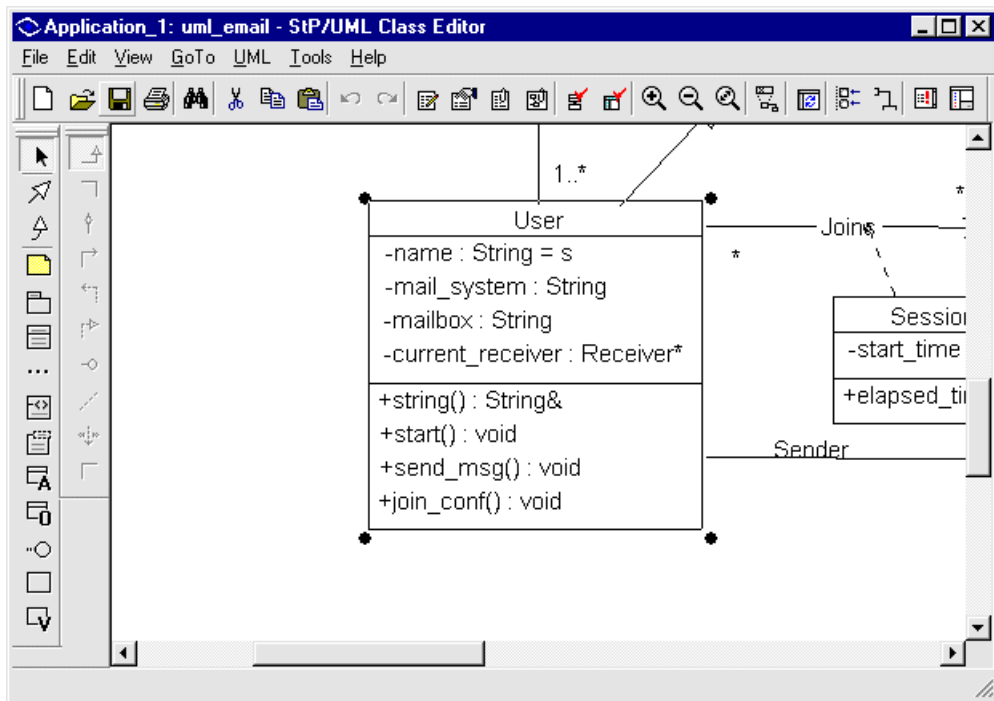 Application_1: uml_email - StP/UML Class Editor
File Edit View GoTo UML Tools Help
1..*
*
User
Joins
-name : String = s
*
-mail_system : String
-mailbox : String
Session
-start_time
-current_receiver : Receiver*
+elapsed_ti
+string() : String&
+start() : void
Sender
+send_msg() : void
+join_conf() : void